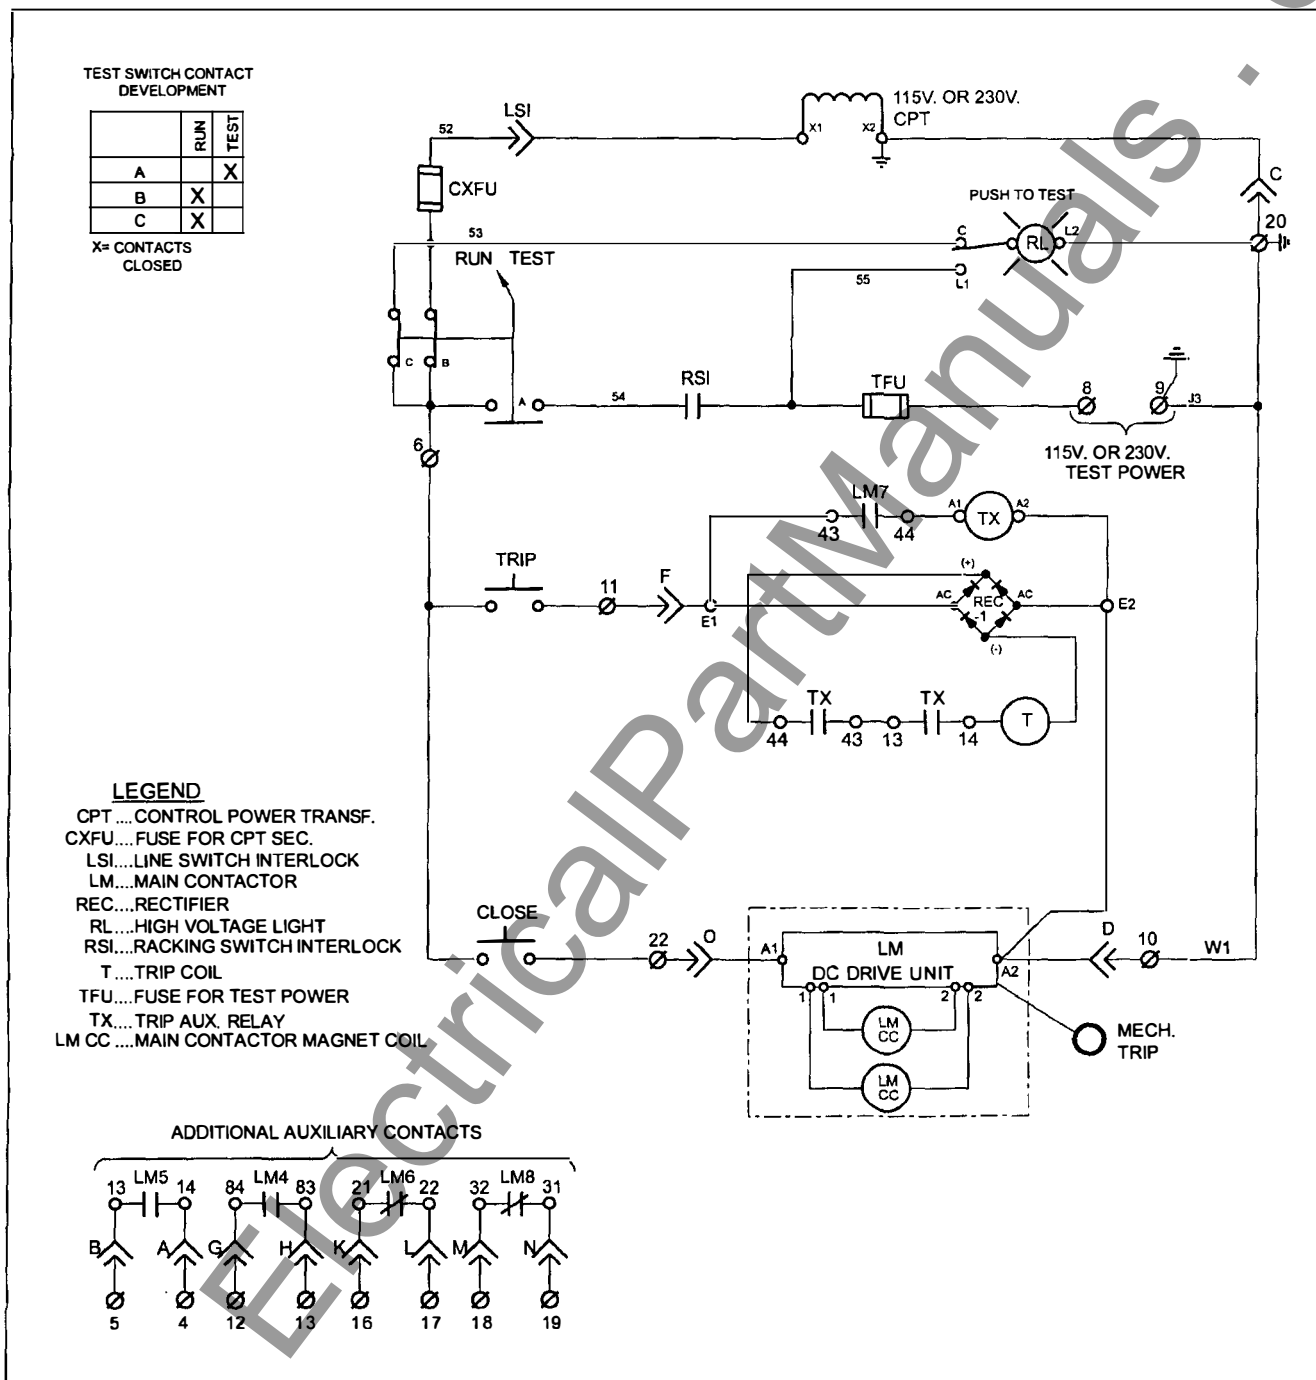 TEST SWITCH CONTACT
DEVELOPMENT
RUN TEST
A X
B X
C X
X= CONTACTS
CLOSED
52
LSI
115V. OR 230V.
CPT
X1
X2
CXFU
C
PUSH TO TEST
20
53
C
RL
L2
RUN TEST
55
L1
C
B
RSI
TFU
8
9
A
54
J3
6
115V. OR 230V.
TEST POWER
LM7
A1
TX
A2
43
44
TRIP
(+)
11
F
AC
REC
-1
AC
E2
E1
(-)
TX
TX
T
44
43
13
14
LEGEND
CPT ....CONTROL POWER TRANSF.
CXFU....FUSE FOR CPT SEC.
LSI....LINE SWITCH INTERLOCK
LM....MAIN CONTACTOR
REC....RECTIFIER
RL....HIGH VOLTAGE LIGHT
RSI....RACKING SWITCH INTERLOCK
T....TRIP COIL
TFU....FUSE FOR TEST POWER
TX....TRIP AUX. RELAY
LM CC ....MAIN CONTACTOR MAGNET COIL
CLOSE
22
O
A1
LM
DC DRIVE UNIT
A2
D
10
W1
1
1
2
2
LM
CC
LM
CC
MECH.
TRIP
ADDITIONAL AUXILIARY CONTACTS
13 LM5 14 84 LM4 83 21 LM6 22 32 LM8 31
B A G H K L M N
5 4 12 13 16 17 18 19
ElectricalPartManuals .